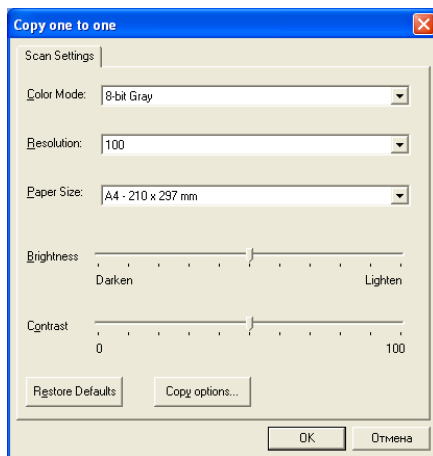 Copy one to one
Scan Settings
Color Mode: 8-bit Gray
Resolution: 100
Paper Size: A4 - 210 x 297 mm
Brightness
Darken Lighten
Contrast
0 100
Restore Defaults Copy options...
OK Отмена